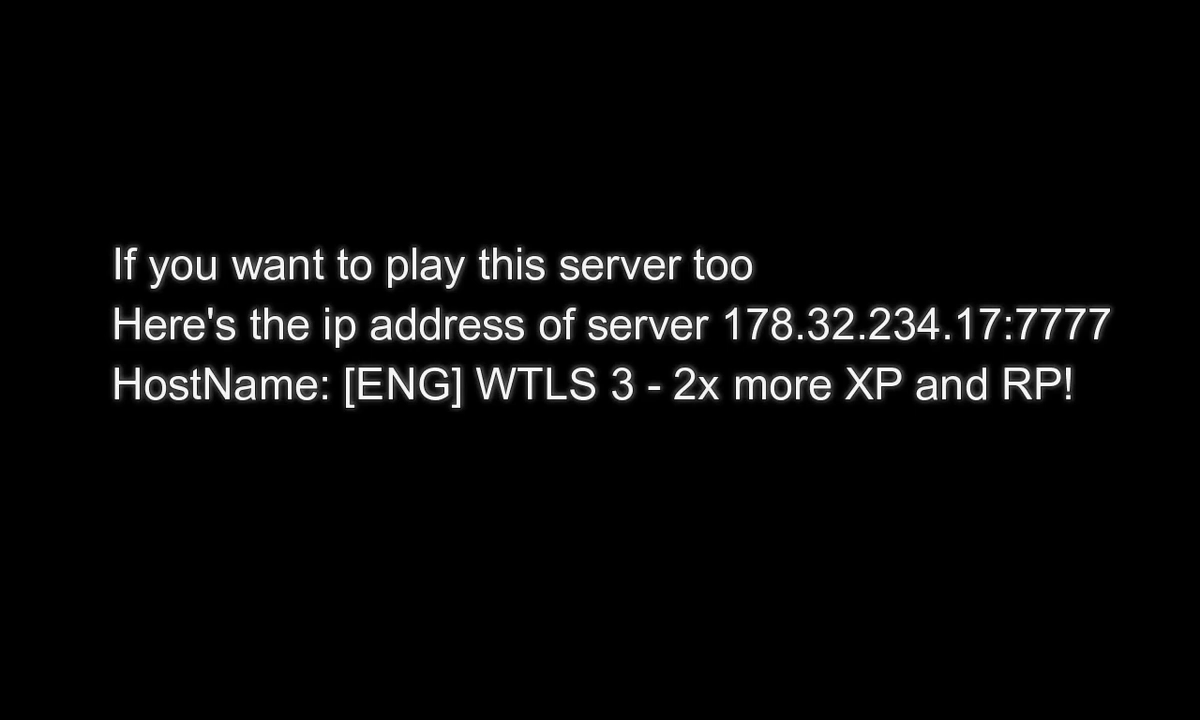 If you want to play this server too
Here's the ip address of server 178.32.234.17:7777
HostName: [ENG] WTLS 3 - 2x more XP and RP!